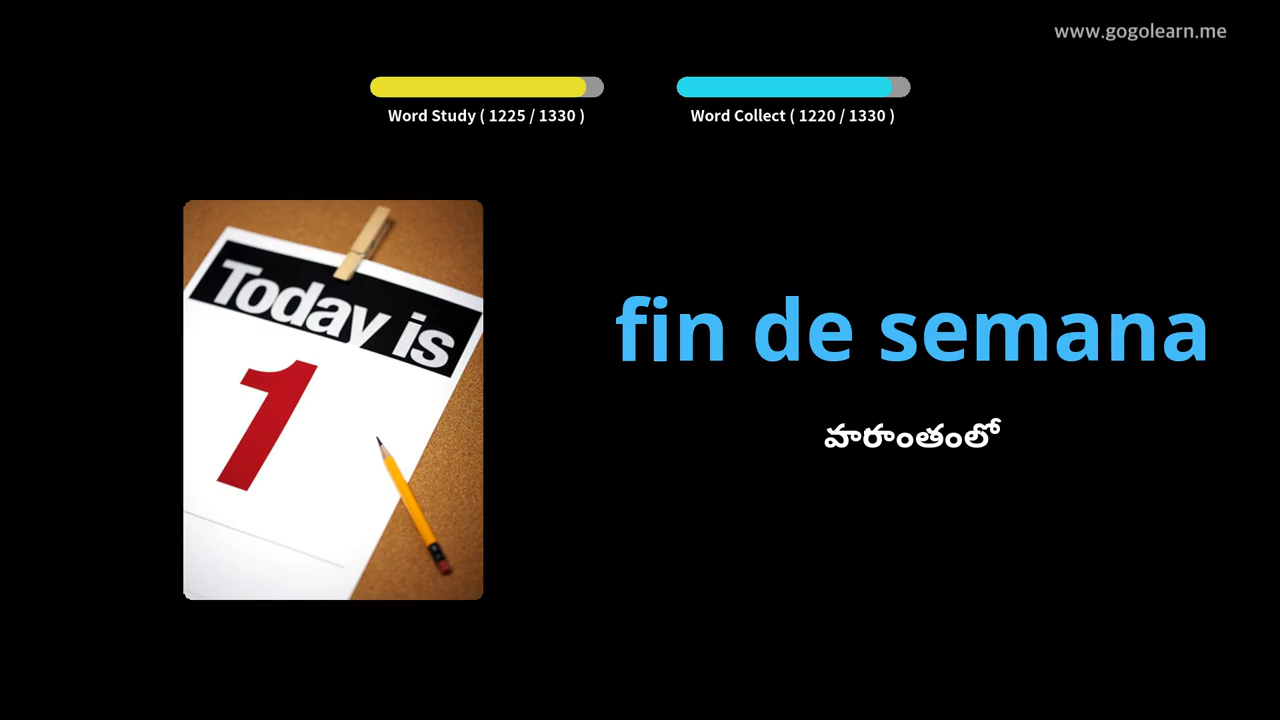 www.gogolearn.me
Word Study ( 1225 / 1330 )
Word Collect ( 1220 / 1330 )
Today is
1
fin de semana
వారాంతంలో